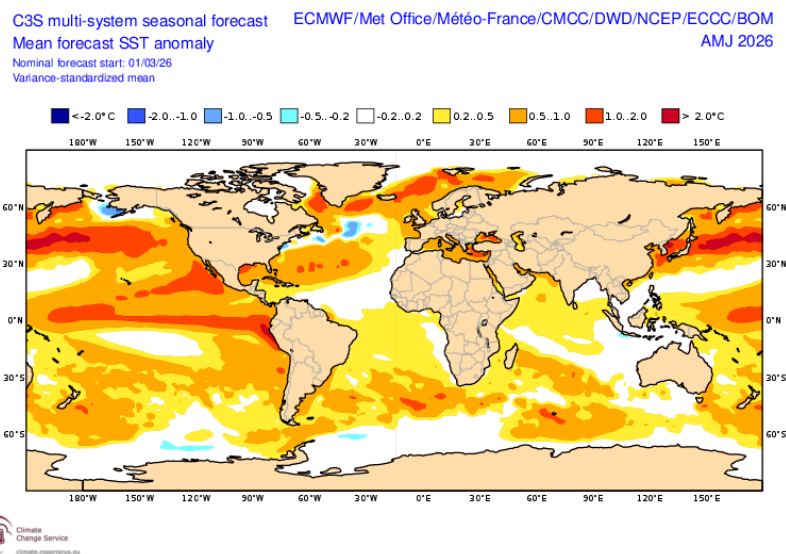 C3S multi-system seasonal forecast
ECMWF/Met Office/Météo-France/CMCC/DWD/NCEP/ECCC/BOM
Mean forecast SST anomaly
AMJ 2026
Nominal forecast start: 01/03/26
Variance-standardized mean
<-2.0°C -2.0..-1.0 -1.0..-0.5 -0.5..-0.2 -0.2..0.2 0.2..0.5 0.5..1.0 1.0..2.0 > 2.0°C
180°W 150°W 120°W 90°W 60°W 30°W 0°E 30°E 60°E 90°E 120°E 150°E
60°N 60°N
30°N 30°N
0°N 0°N
30°S 30°S
60°S 60°S
180°W 150°W 120°W 90°W 60°W 30°W 0°E 30°E 60°E 90°E 120°E 150°E
Climate
Change Service
climate.copernicus.eu